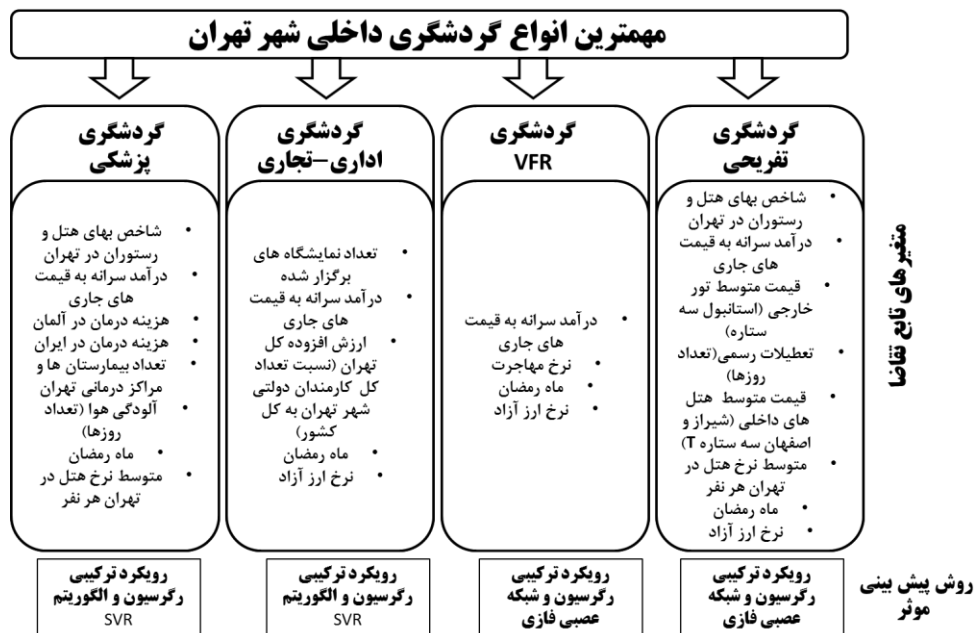 مهمترین انواع گردشگری داخلی شهر تهران
گردشگری
تفریحی
شاخص بهای هتل و
رستوران در تهران
درآمد سرانه به قیمت
های جاری
قیمت متوسط تور
خارجی (استانبول سه
ستاره)
تعطیلات رسمی(تعداد
روزها)
قیمت متوسط هتل
های داخلی (شیراز و
اصفهان سه ستاره T)
متوسط نرخ هتل در
تهران هر نفر
ماه رمضان
نرخ ارز آزاد
گردشگری
VFR
درآمد سرانه به قیمت
های جاری
نرخ مهاجرت
ماه رمضان
نرخ ارز آزاد
گردشگری
اداری-تجاری
تعداد نمایشگاه های
برگزار شده
درآمد سرانه به قیمت
های جاری
ارزش افزوده کل
تهران (نسبت تعداد
کل کارمندان دولتی
شهر تهران به کل
کشور)
ماه رمضان
نرخ ارز آزاد
گردشگری
پزشکی
شاخص بهای هتل و
رستوران در تهران
درآمد سرانه به قیمت
های جاری
هزینه درمان در آلمان
هزینه درمان در ایران
تعداد بیمارستان ها و
مراکز درمانی تهران
آلودگی هوا (تعداد
روزها)
ماه رمضان
متوسط نرخ هتل در
تهران هر نفر
متغیرهای تابع تقاضا
روش پیش بینی
موثر
رویکرد ترکیبی
رگرسیون و شبکه
عصبی فازی
رویکرد ترکیبی
رگرسیون و شبکه
عصبی فازی
رویکرد ترکیبی
رگرسیون و الگوریتم
SVR
رویکرد ترکیبی
رگرسیون و الگوریتم
SVR